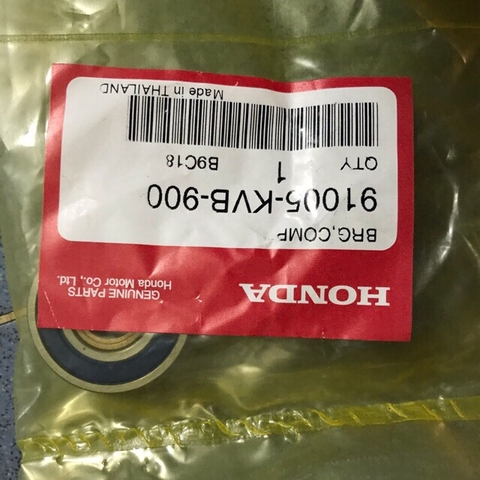 HONDA
GENUINE PARTS
Honda Motor Co., Ltd.
BRG,COMP
91005-KVB-900
QTY 1 B9C18
Made in THAILAND